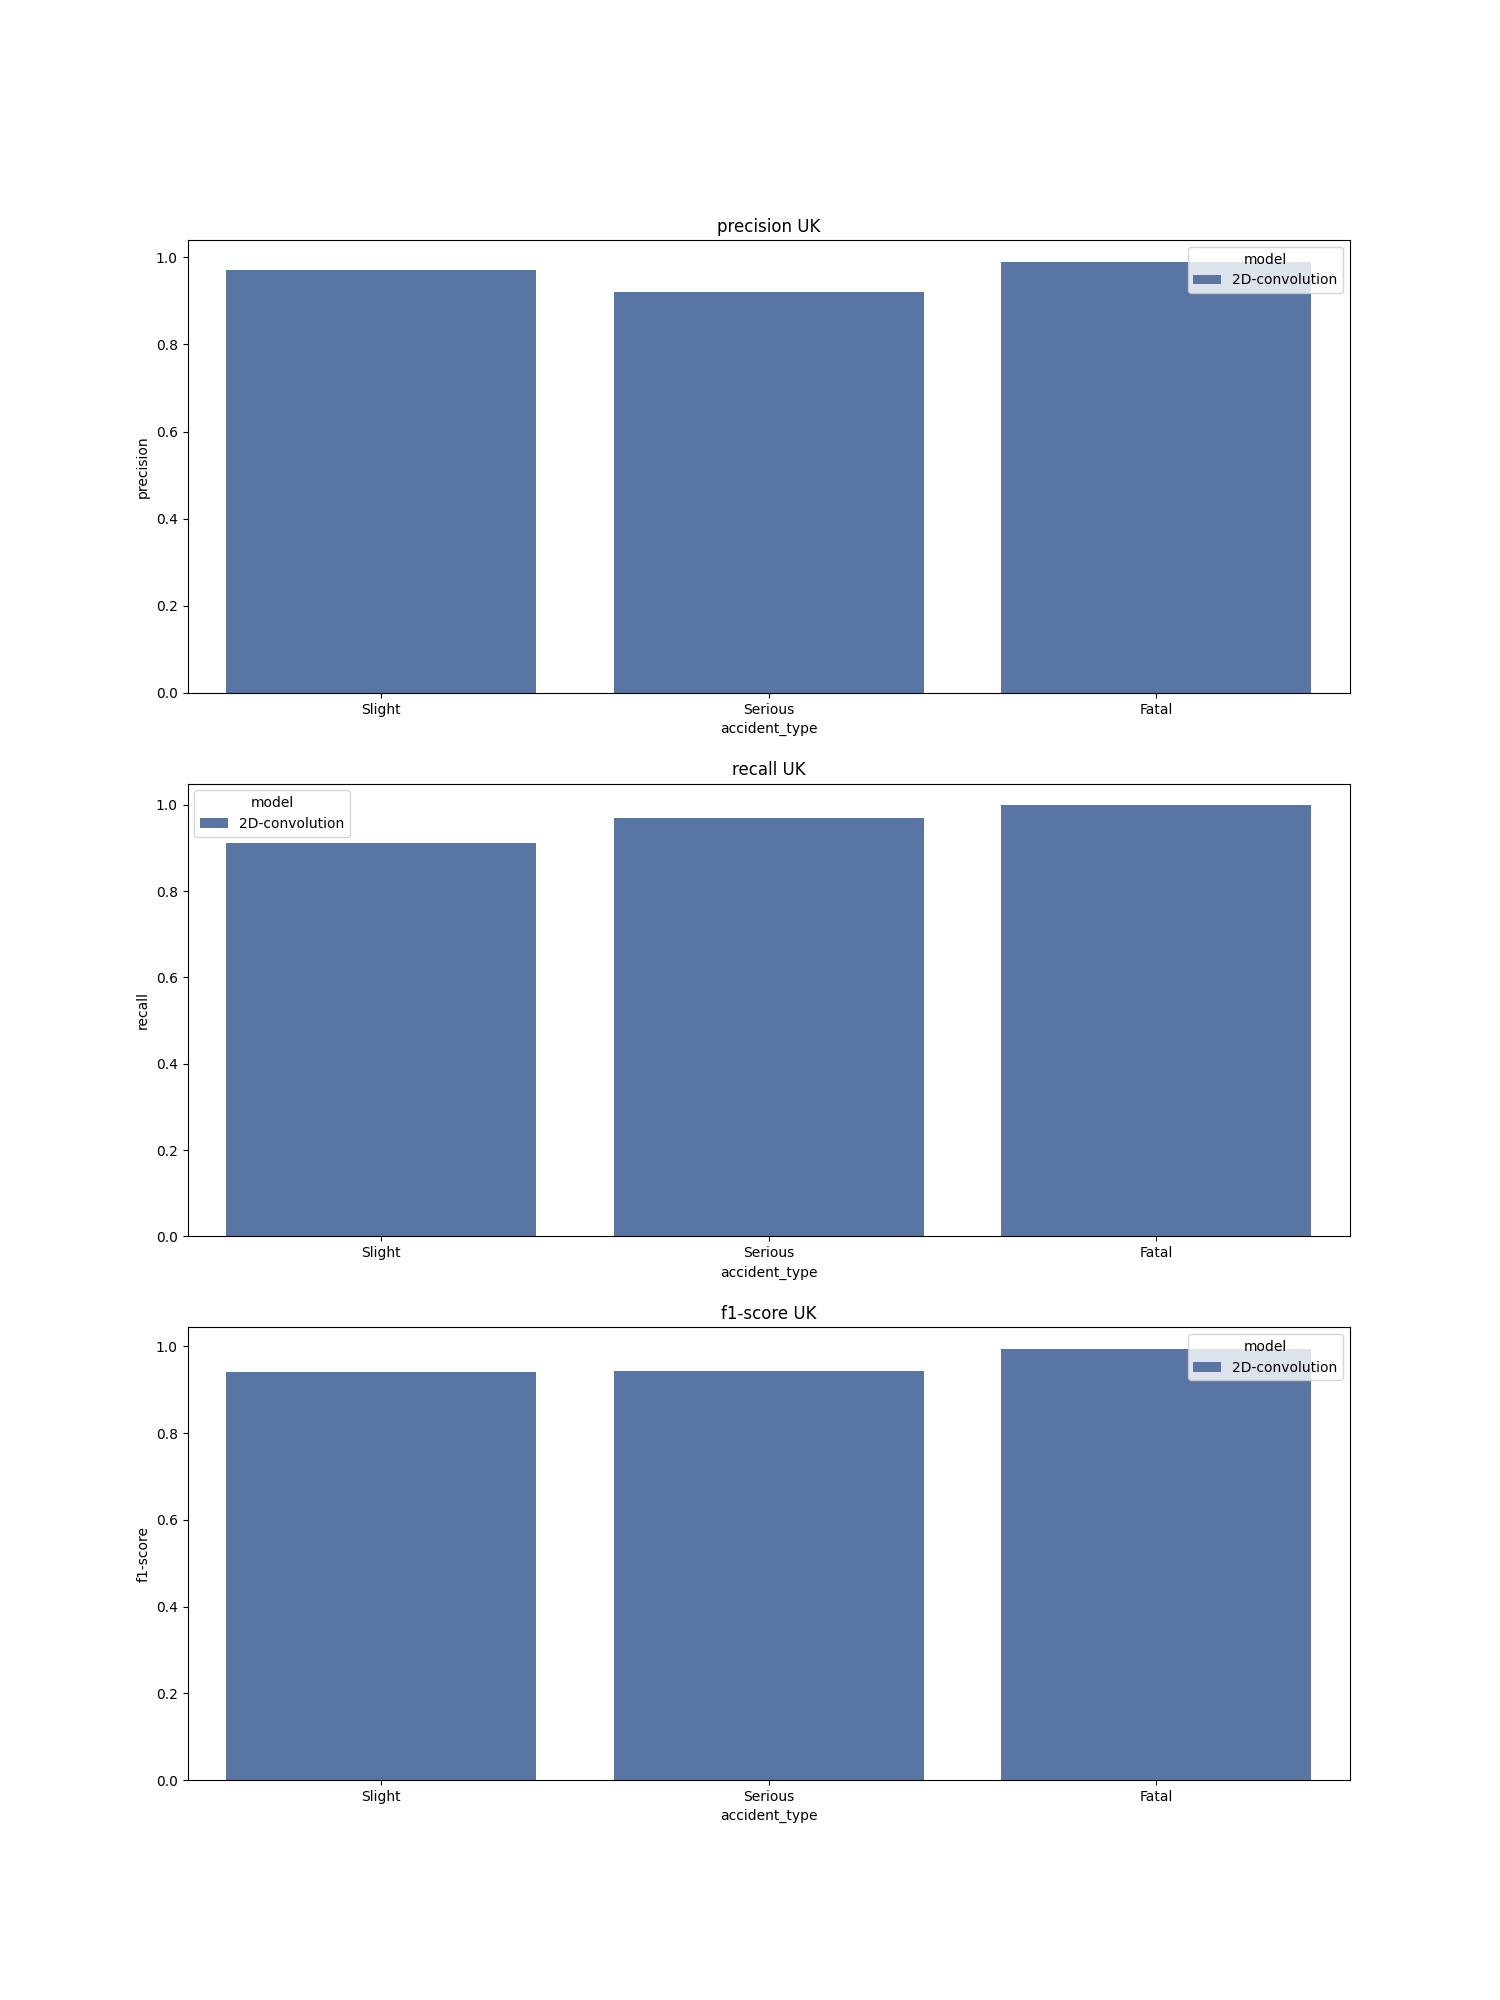 precision UK
1.0
0.8
0.6
0.4
0.2
0.0
precision
model
2D-convolution
Slight
Serious
Fatal
accident_type
recall UK
1.0
0.8
0.6
0.4
0.2
0.0
recall
model
2D-convolution
Slight
Serious
Fatal
accident_type
f1-score UK
1.0
0.8
0.6
0.4
0.2
0.0
f1-score
model
2D-convolution
Slight
Serious
Fatal
accident_type